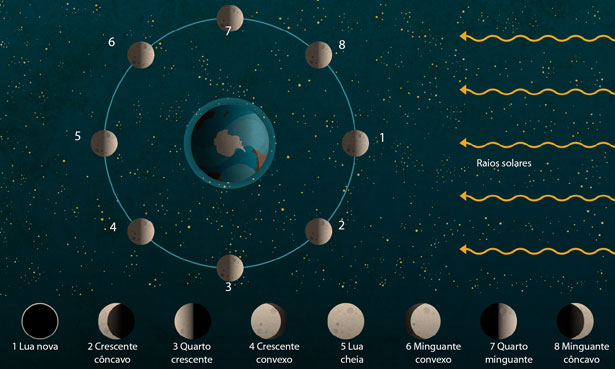 7
6
8
5
1
Raios solares
4
2
3
1 Lua nova
2 Crescente
côncavo
3 Quarto
crescente
4 Crescente
convexo
5 Lua
cheia
6 Minguante
convexo
7 Quarto
minguante
8 Minguante
côncavo